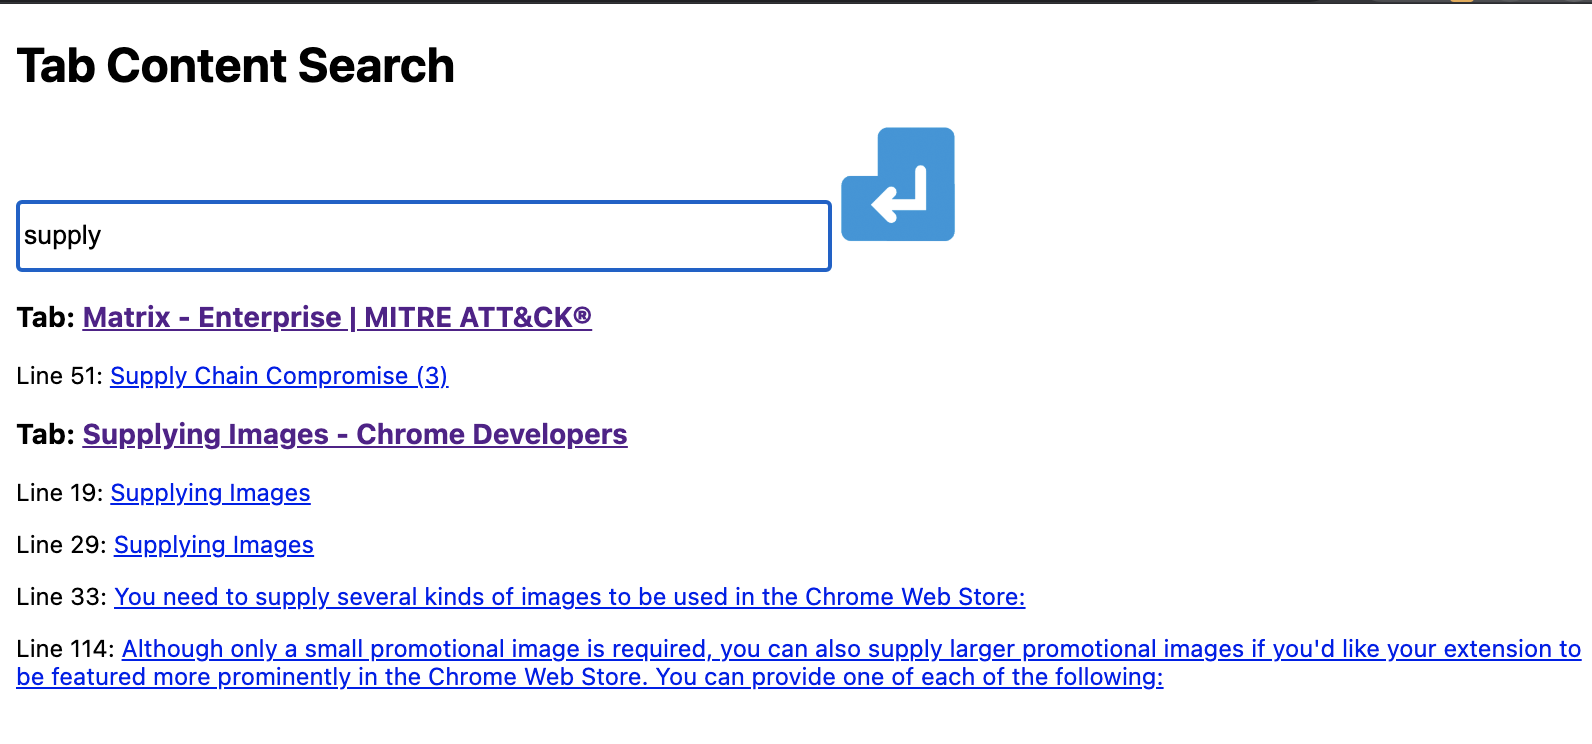 Tab Content Search
supply
Tab: Matrix - Enterprise | MITRE ATT&CK®
Line 51: Supply Chain Compromise (3)
Tab: Supplying Images - Chrome Developers
Line 19: Supplying Images
Line 29: Supplying Images
Line 33: You need to supply several kinds of images to be used in the Chrome Web Store:
Line 114: Although only a small promotional image is required, you can also supply larger promotional images if you'd like your extension to
be featured more prominently in the Chrome Web Store. You can provide one of each of the following: